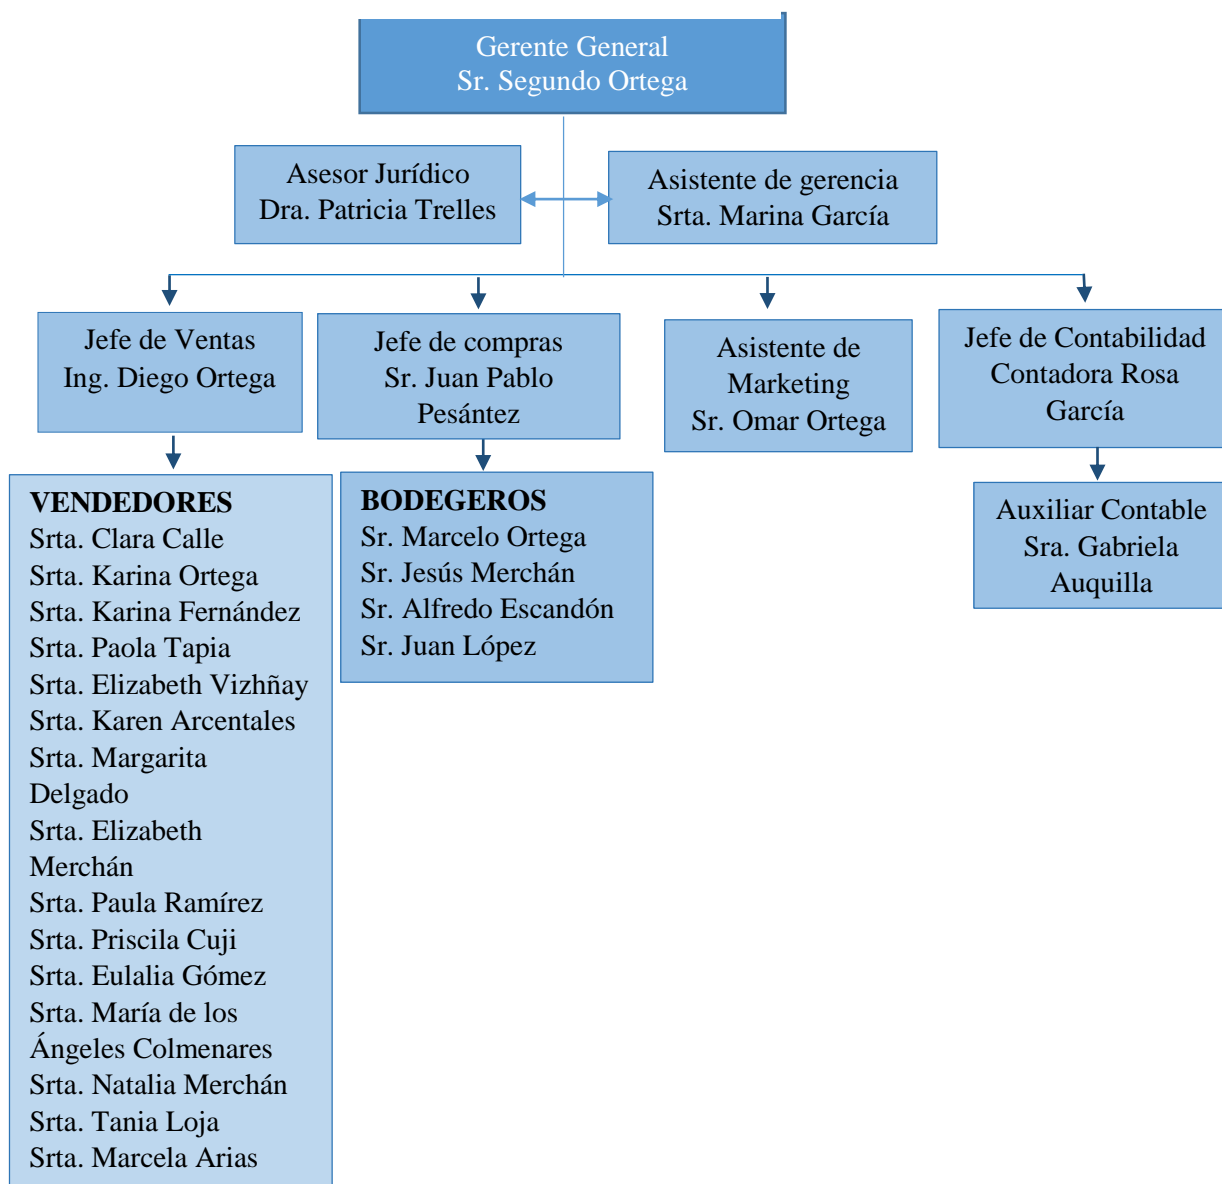 Gerente General
Sr. Segundo Ortega
Asesor Jurídico
Dra. Patricia Trelles
Asistente de gerencia
Srta. Marina García
Jefe de Ventas
Ing. Diego Ortega
Jefe de compras
Sr. Juan Pablo
Pesántez
Asistente de
Marketing
Sr. Omar Ortega
Jefe de Contabilidad
Contadora Rosa
García
VENDEDORES
Srta. Clara Calle
Srta. Karina Ortega
Srta. Karina Fernández
Srta. Paola Tapia
Srta. Elizabeth Vizhñay
Srta. Karen Arcentales
Srta. Margarita
Delgado
Srta. Elizabeth
Merchán
Srta. Paula Ramírez
Srta. Priscila Cuji
Srta. Eulalia Gómez
Srta. María de los
Ángeles Colmenares
Srta. Natalia Merchán
Srta. Tania Loja
Srta. Marcela Arias
BODEGEROS
Sr. Marcelo Ortega
Sr. Jesús Merchán
Sr. Alfredo Escandón
Sr. Juan López
Auxiliar Contable
Sra. Gabriela
Auquilla